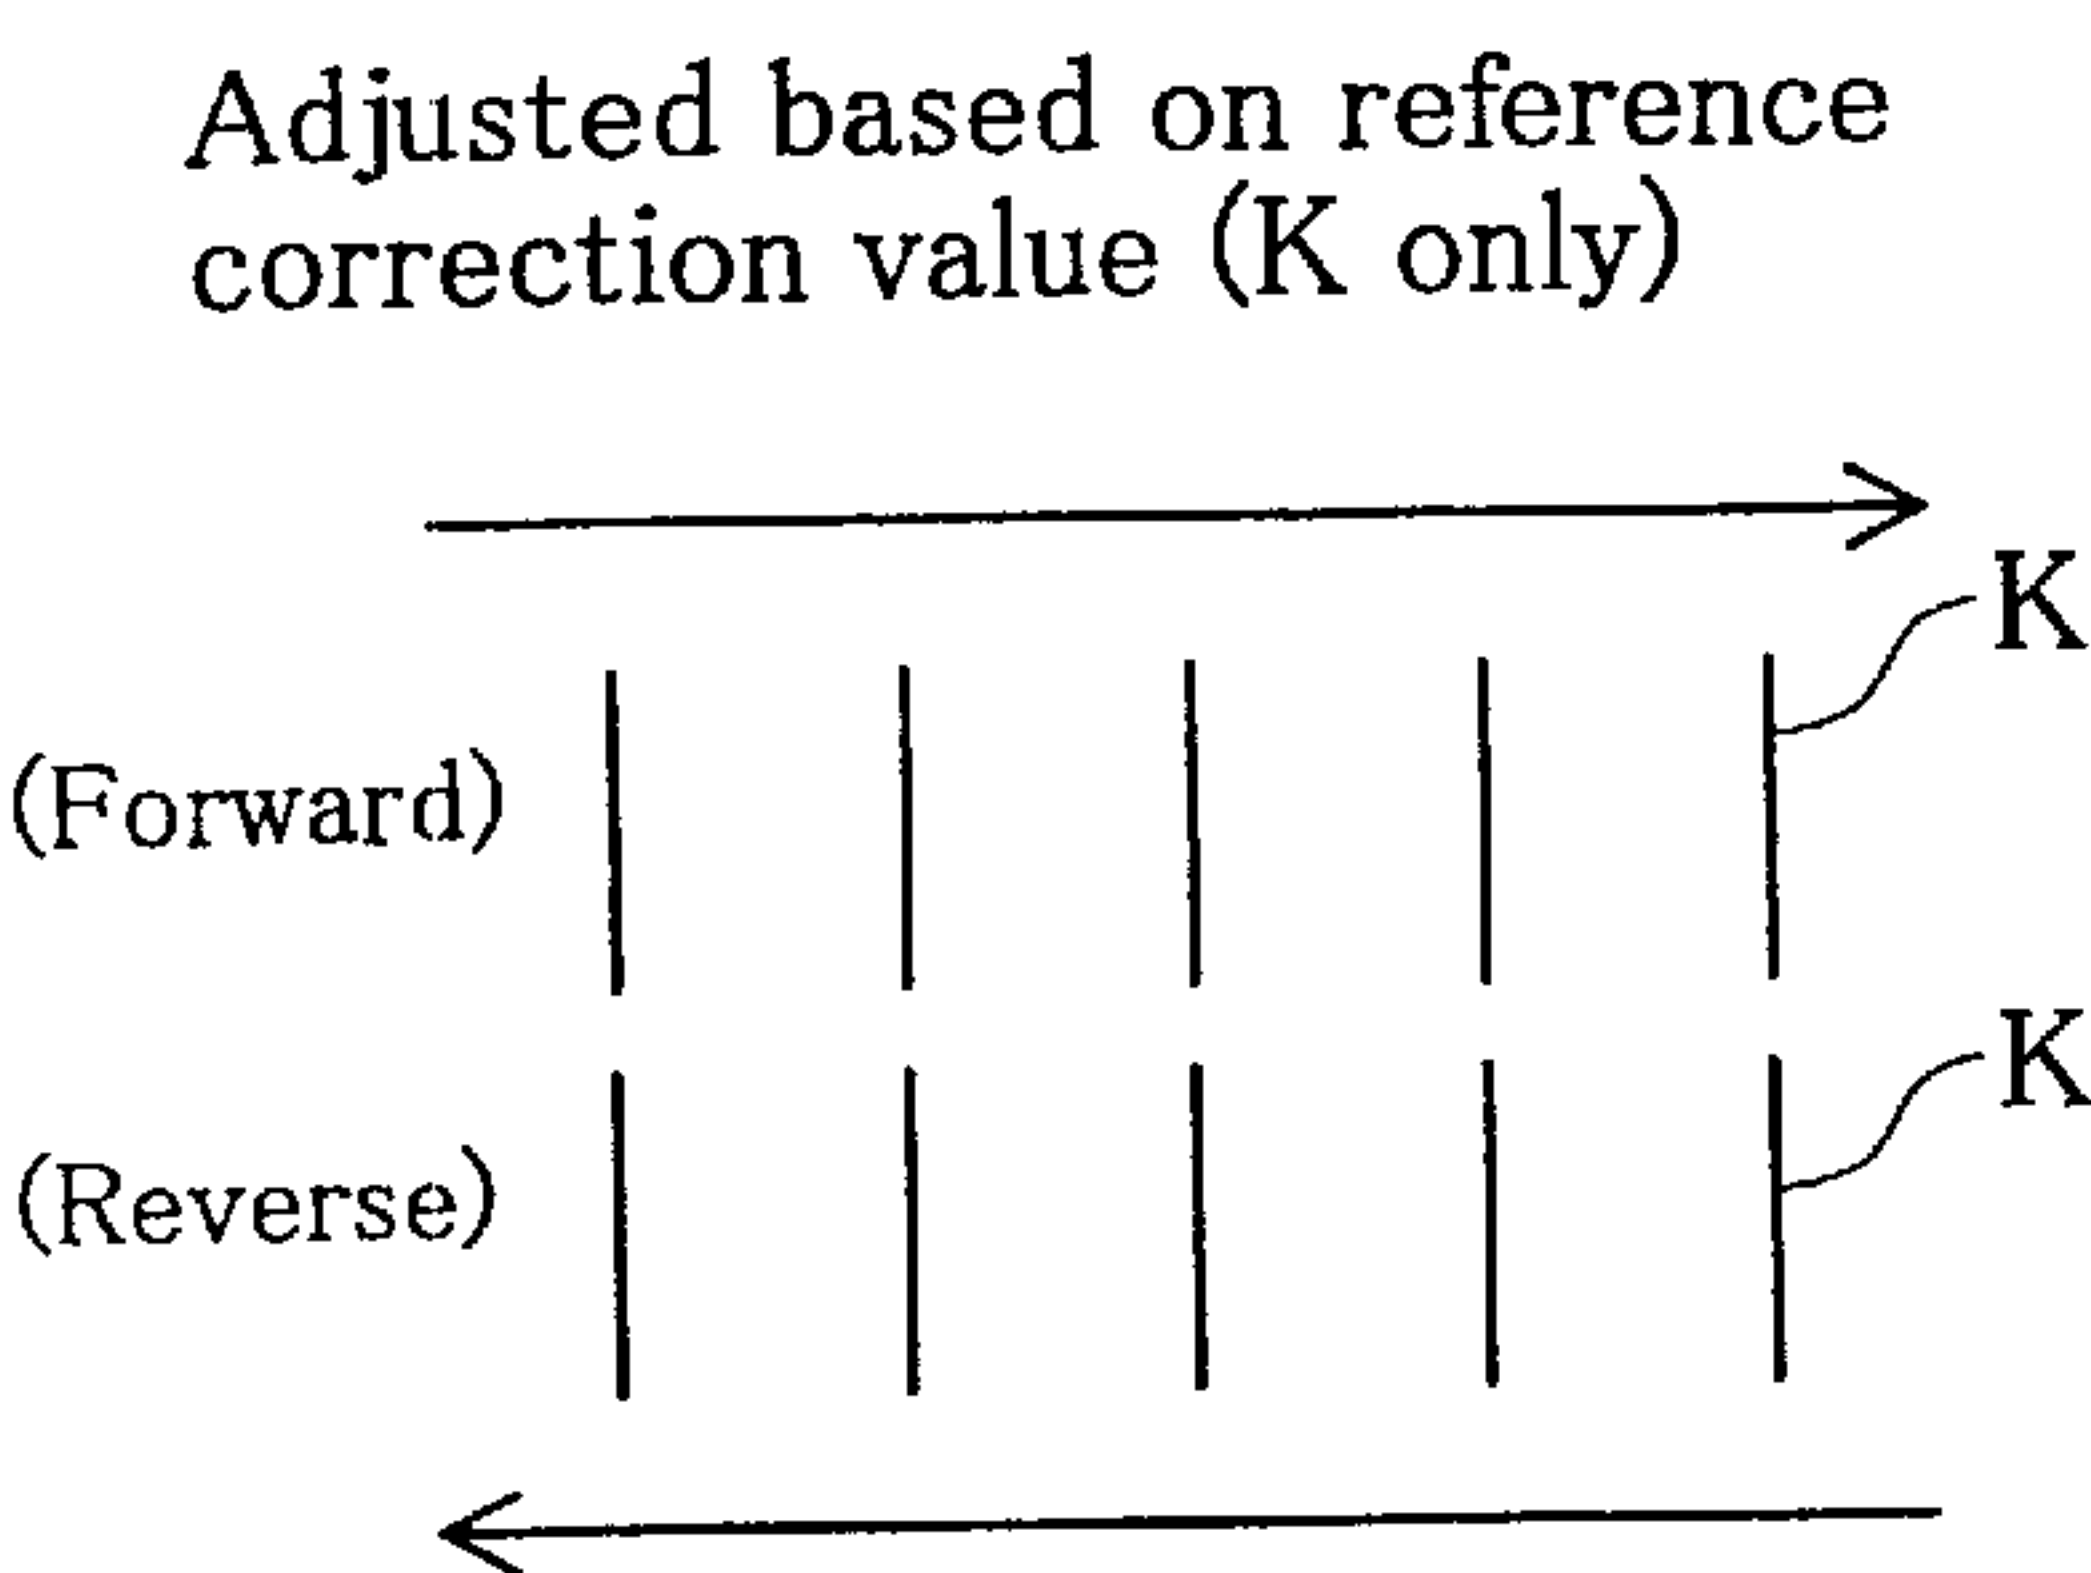 Adjusted based on reference
correction value (K only)
K
(Forward)
K
(Reverse)